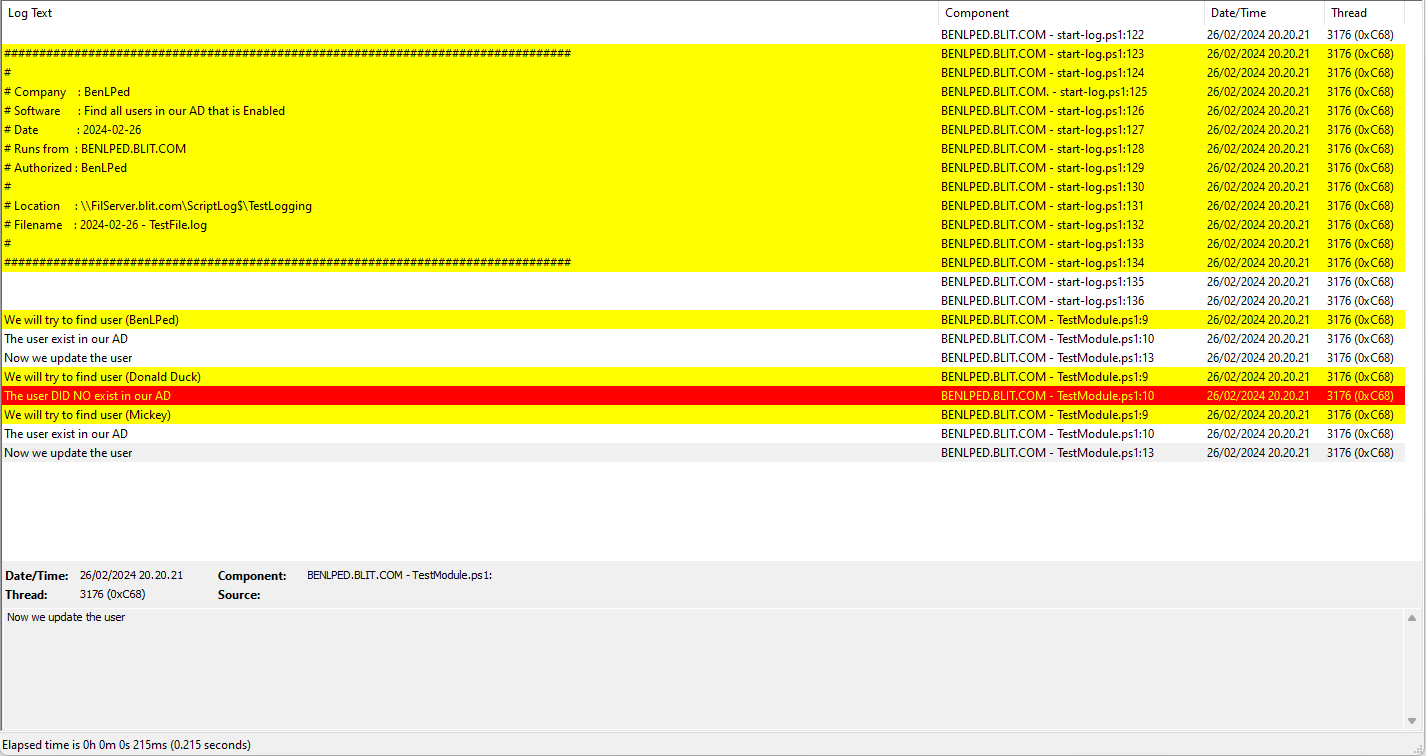 Log Text Component Date/Time Thread
BENLPED.BLIT.COM - start-log.ps1:122 26/02/2024 20.20.21 3176 (0xC68)
################################################################################# BENLPED.BLIT.COM - start-log.ps1:123 26/02/2024 20.20.21 3176 (0xC68)
# BENLPED.BLIT.COM - start-log.ps1:124 26/02/2024 20.20.21 3176 (0xC68)
# Company : BenLPed BENLPED.BLIT.COM. - start-log.ps1:125 26/02/2024 20.20.21 3176 (0xC68)
# Software : Find all users in our AD that is Enabled BENLPED.BLIT.COM - start-log.ps1:126 26/02/2024 20.20.21 3176 (0xC68)
# Date : 2024-02-26 BENLPED.BLIT.COM - start-log.ps1:127 26/02/2024 20.20.21 3176 (0xC68)
# Runs from : BENLPED.BLIT.COM BENLPED.BLIT.COM - start-log.ps1:128 26/02/2024 20.20.21 3176 (0xC68)
# Authorized : BenLPed BENLPED.BLIT.COM - start-log.ps1:129 26/02/2024 20.20.21 3176 (0xC68)
# BENLPED.BLIT.COM - start-log.ps1:130 26/02/2024 20.20.21 3176 (0xC68)
# Location : \\FilServer.blit.com\ScriptLog$\TestLogging BENLPED.BLIT.COM - start-log.ps1:131 26/02/2024 20.20.21 3176 (0xC68)
# Filename : 2024-02-26 - TestFile.log BENLPED.BLIT.COM - start-log.ps1:132 26/02/2024 20.20.21 3176 (0xC68)
# BENLPED.BLIT.COM - start-log.ps1:133 26/02/2024 20.20.21 3176 (0xC68)
################################################################################# BENLPED.BLIT.COM - start-log.ps1:134 26/02/2024 20.20.21 3176 (0xC68)
BENLPED.BLIT.COM - start-log.ps1:135 26/02/2024 20.20.21 3176 (0xC68)
BENLPED.BLIT.COM - start-log.ps1:136 26/02/2024 20.20.21 3176 (0xC68)
We will try to find user (BenLPed) BENLPED.BLIT.COM - TestModule.ps1:9 26/02/2024 20.20.21 3176 (0xC68)
The user exist in our AD BENLPED.BLIT.COM - TestModule.ps1:10 26/02/2024 20.20.21 3176 (0xC68)
Now we update the user BENLPED.BLIT.COM - TestModule.ps1:13 26/02/2024 20.20.21 3176 (0xC68)
We will try to find user (Donald Duck) BENLPED.BLIT.COM - TestModule.ps1:9 26/02/2024 20.20.21 3176 (0xC68)
The user DID NO exist in our AD BENLPED.BLIT.COM - TestModule.ps1:10 26/02/2024 20.20.21 3176 (0xC68)
We will try to find user (Mickey) BENLPED.BLIT.COM - TestModule.ps1:9 26/02/2024 20.20.21 3176 (0xC68)
The user exist in our AD BENLPED.BLIT.COM - TestModule.ps1:10 26/02/2024 20.20.21 3176 (0xC68)
Now we update the user BENLPED.BLIT.COM - TestModule.ps1:13 26/02/2024 20.20.21 3176 (0xC68)
Date/Time: 26/02/2024 20.20.21 Component: BENLPED.BLIT.COM - TestModule.ps1:
Thread: 3176 (0xC68) Source:
Now we update the user
Elapsed time is 0h 0m 0s 215ms (0.215 seconds)